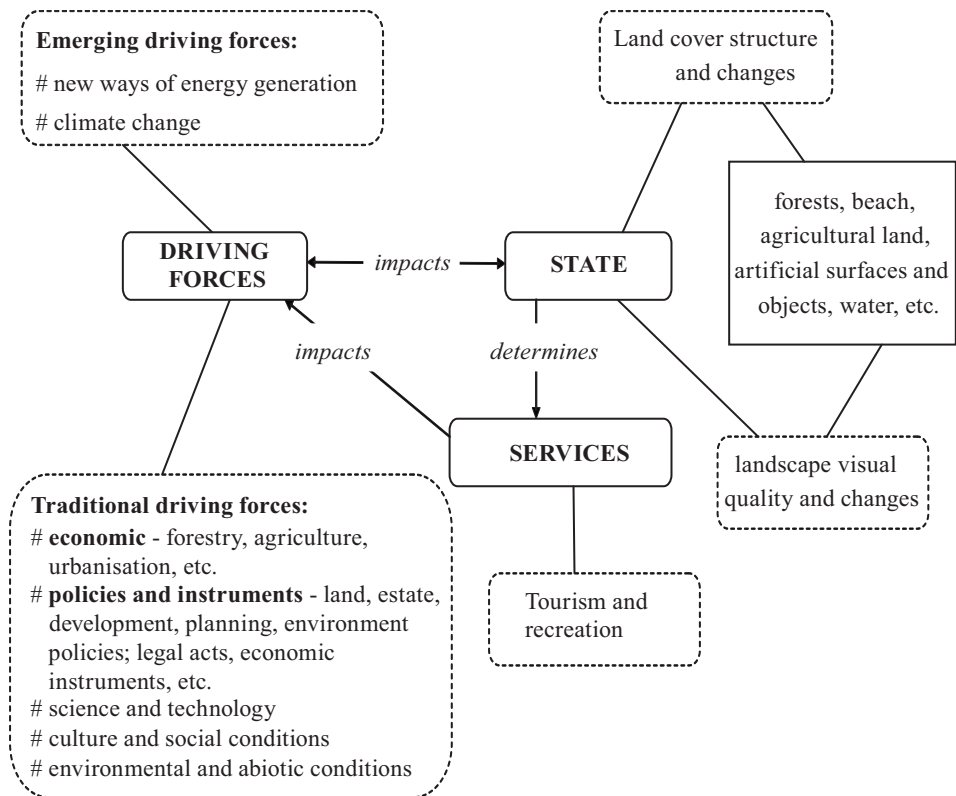 Emerging driving forces:
# new ways of energy generation
# climate change
Land cover structure
and changes
forests, beach,
agricultural land,
artificial surfaces and
objects, water, etc.
DRIVING
FORCES
impacts
STATE
impacts
determines
SERVICES
landscape visual
quality and changes
Traditional driving forces:
# economic - forestry, agriculture,
urbanisation, etc.
# policies and instruments - land, estate,
development, planning, environment
policies; legal acts, economic
instruments, etc.
# science and technology
# culture and social conditions
# environmental and abiotic conditions
Tourism and
recreation